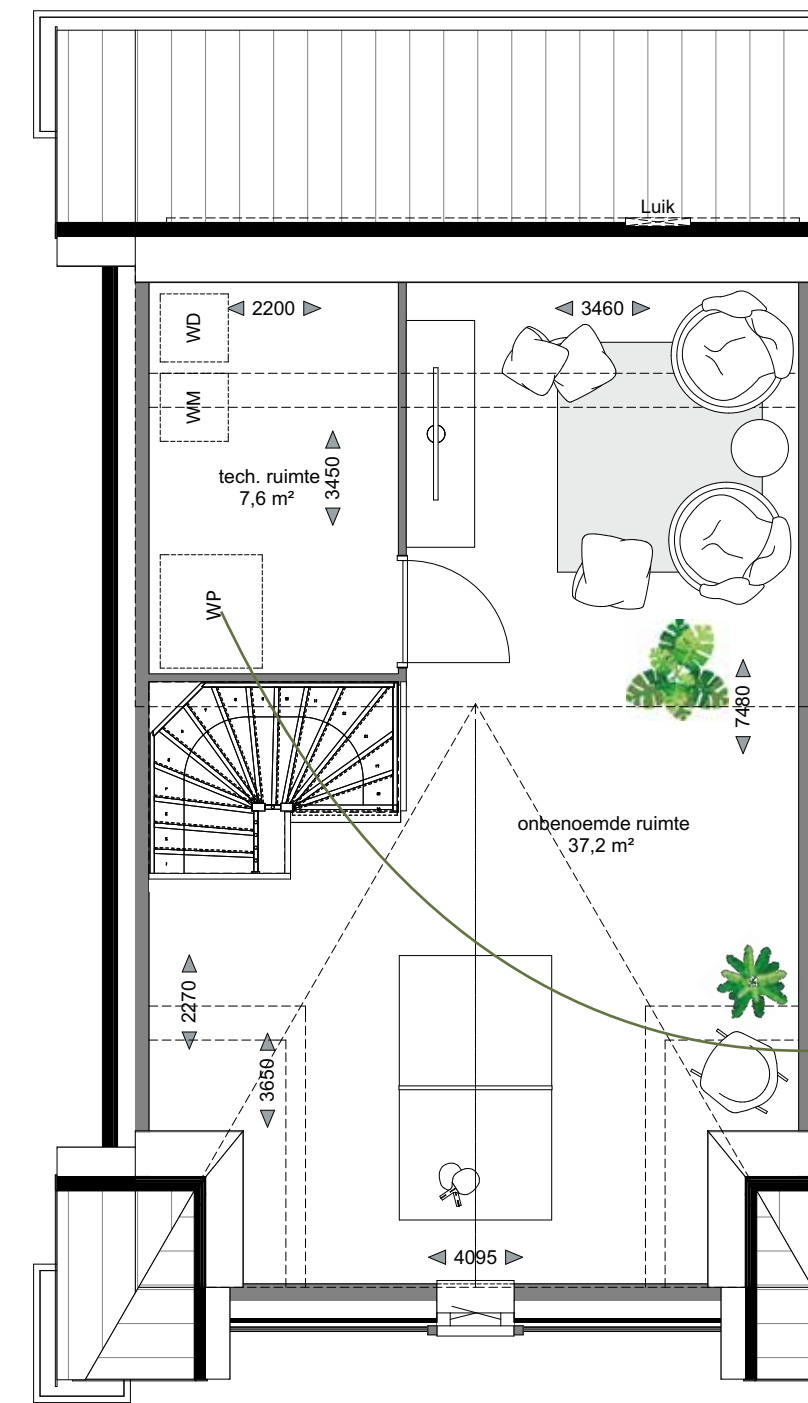 Luik
WD
2200
3460
WM
tech. ruimte
7,6 m²
3450
WP
7480
onbenoemde ruimte
37,2 m²
2270
3650
4095